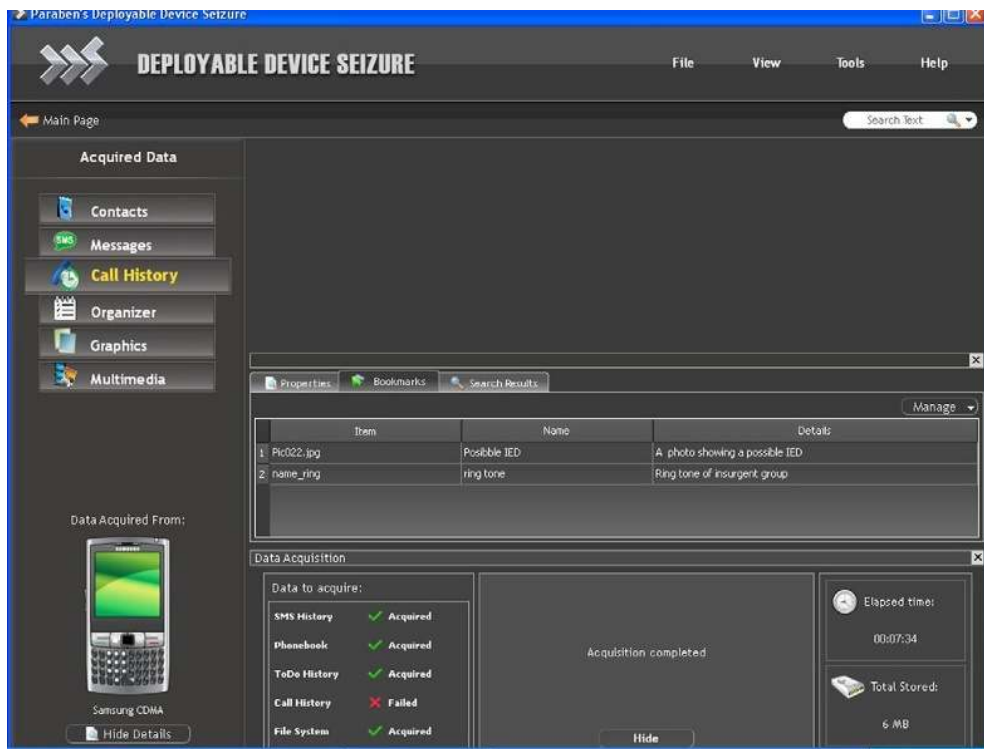 Paraben's Deployable Device Seizure
DEPLOYABLE DEVICE SEIZURE
File View Tools Help
Main Page
Search Text
Acquired Data
Contacts
SMS
Messages
Call History
Organizer
Graphics
Multimedia
Properties Bookmarks Search Results
Manage
Item Name Details
1 Pic022.jpg Posibble IED A photo showing a possible IED
2 name_ring ring tone Ring tone of insurgent group
Data Acquired From:
SAMSUNG
Samsung CDMA
Hide Details
Data Acquisition
Data to acquire:
SMS History Acquired
Phonebook Acquired
ToDo History Acquired
Call History Failed
File System Acquired
Acquisition completed
Hide
Elapsed time:
00:07:34
Total Stored:
6 MB